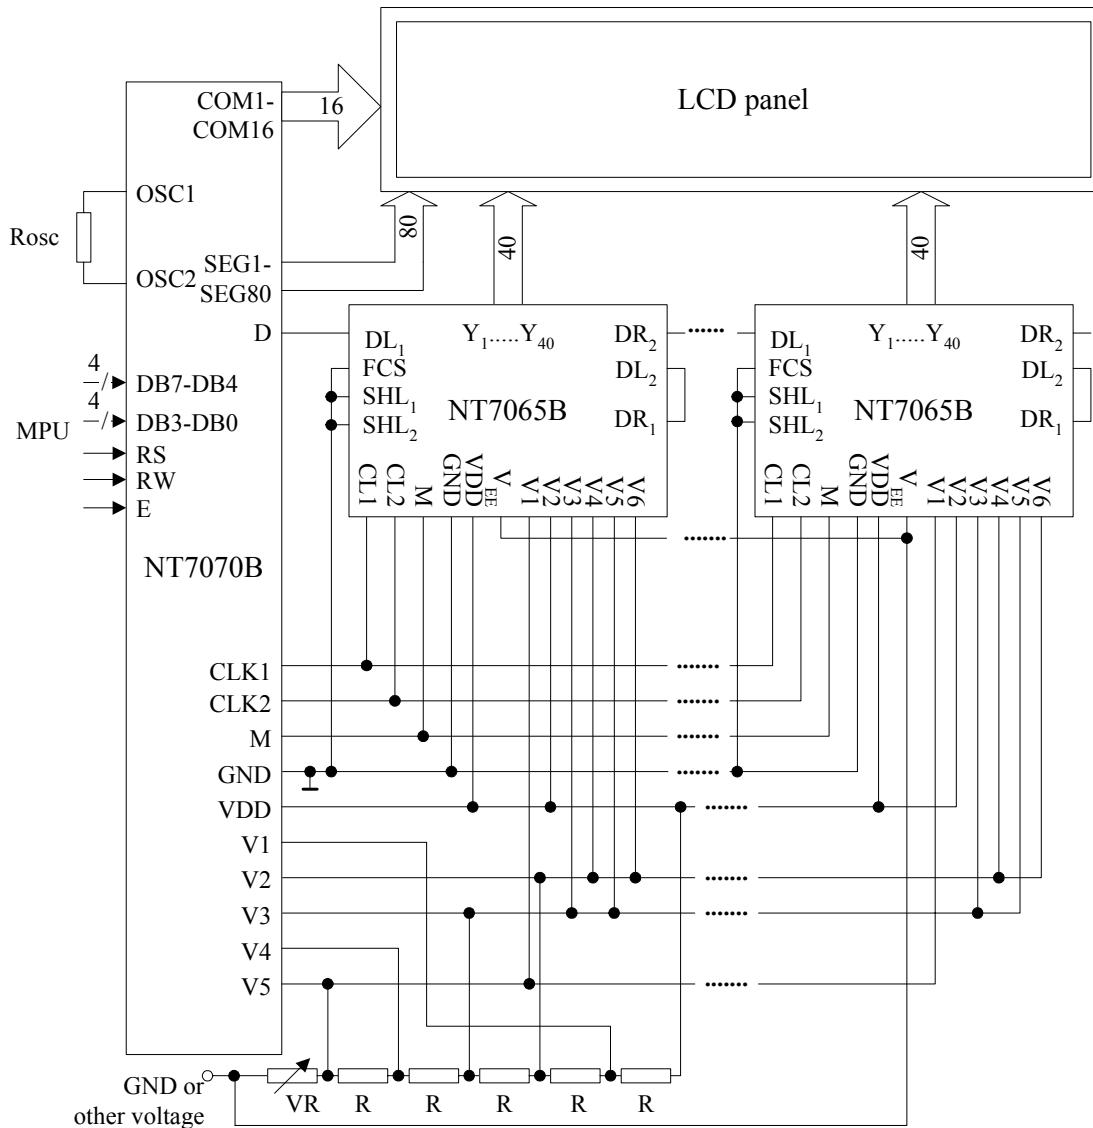 LCD panel
COM1-
COM16
16
OSC1
Rosc
OSC2
SEG1-
SEG80
80
40
40
D
DL1
Y1.....Y40
DR2
.......
DL1
Y1.....Y40
DR2
FCS
DL2
FCS
DL2
SHL1
SHL1
NT7065B
NT7065B
SHL2
DR1
SHL2
DR1
4
DB7-DB4
4
MPU
DB3-DB0
RS
RW
E
CL1
CL2
M
GND
VDD
VEE
V1
V2
V3
V4
V5
V6
CL1
CL2
M
GND
VDD
VEE
V1
V2
V3
V4
V5
V6
NT7070B
CLK1
CLK2
M
GND
VDD
V1
V2
V3
V4
V5
GND or
other voltage
VR
R
R
R
R
R